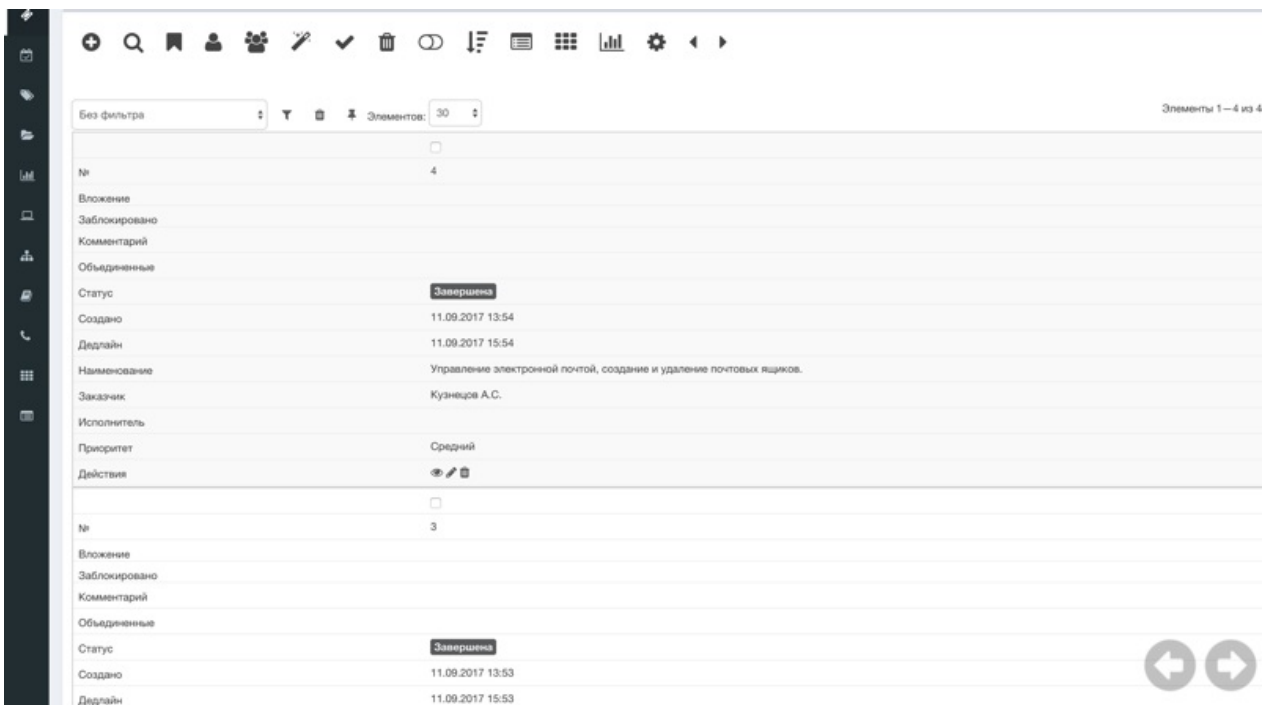 Без фильтра Элементов: 30 Элементы 1—4 из 4
№ 4
Вложение
Заблокировано
Комментарий
Объединенные
Статус Завершена
Создано 11.09.2017 13:54
Дедлайн 11.09.2017 15:54
Наименование Управление электронной почтой, создание и удаление почтовых ящиков.
Заказчик Кузнецов А.С.
Исполнитель
Приоритет Средний
Действия
№ 3
Вложение
Заблокировано
Комментарий
Объединенные
Статус Завершена
Создано 11.09.2017 13:53
Дедлайн 11.09.2017 15:53